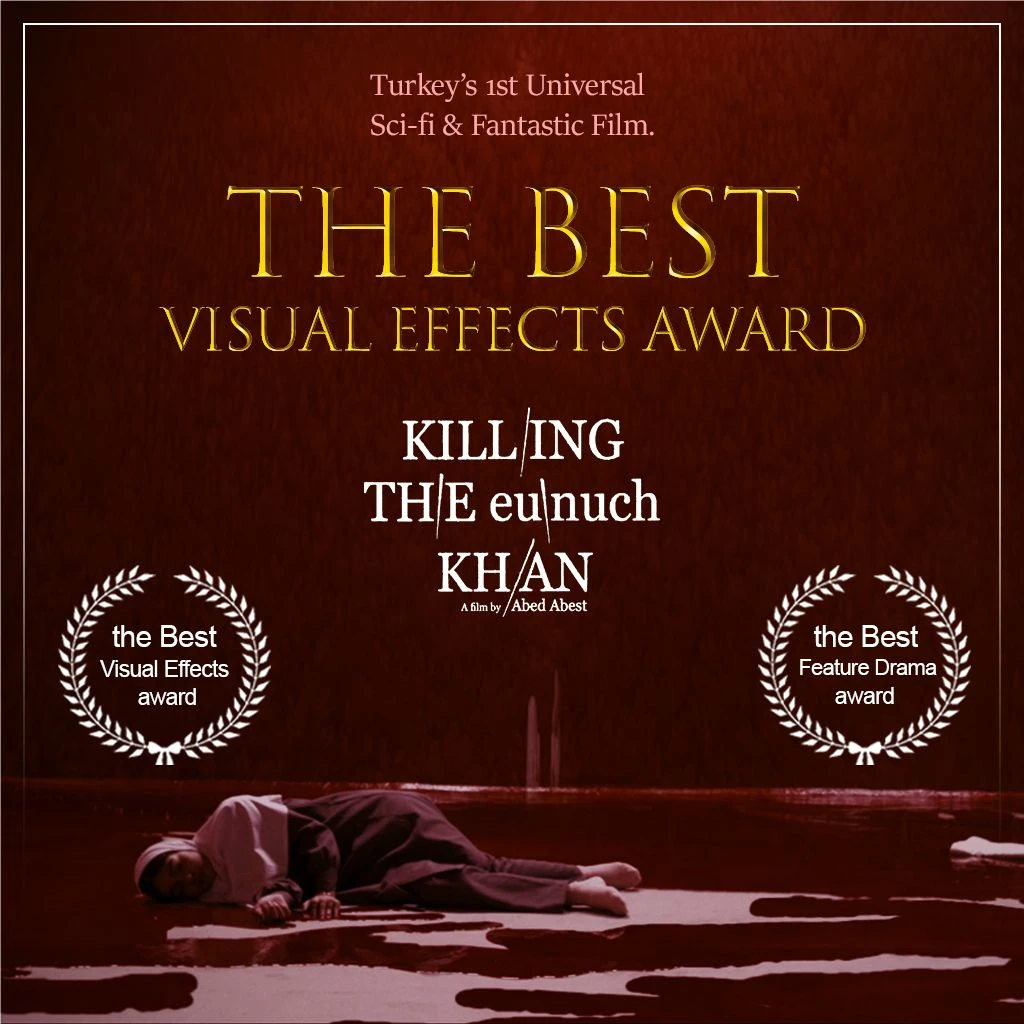 Turkey's 1st Universal
Sci-fi & Fantastic Film.
THE BEST
VISUAL EFFECTS AWARD
KILL/ING
TH/E eu\nuch
KH/AN
A film by / Abed Abest
the Best
Visual Effects
award
the Best
Feature Drama
award